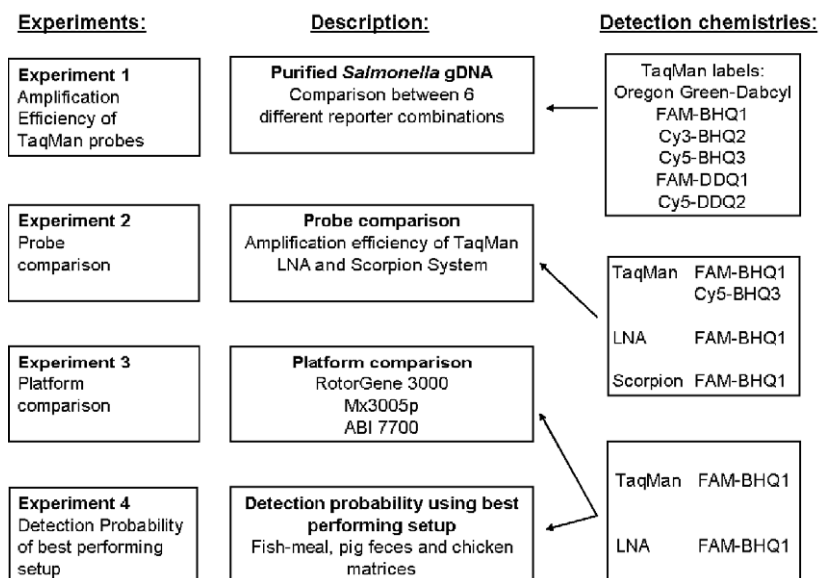 Experiments:
Description:
Detection chemistries:
Experiment 1
Amplification
Efficiency of
TaqMan probes
Purified Salmonella gDNA
Comparison between 6
different reporter combinations
TaqMan labels:
Oregon Green-Dabcyl
FAM-BHQ1
Cy3-BHQ2
Cy5-BHQ3
FAM-DDQ1
Cy5-DDQ2
Experiment 2
Probe
comparison
Probe comparison
Amplification efficiency of TaqMan
LNA and Scorpion System
TaqMan FAM-BHQ1
Cy5-BHQ3
LNA FAM-BHQ1
Scorpion FAM-BHQ1
Experiment 3
Platform
comparison
Platform comparison
RotorGene 3000
Mx3005p
ABI 7700
Experiment 4
Detection Probability
of best performing
setup
Detection probability using best
performing setup
Fish-meal, pig feces and chicken
matrices
TaqMan FAM-BHQ1
LNA FAM-BHQ1